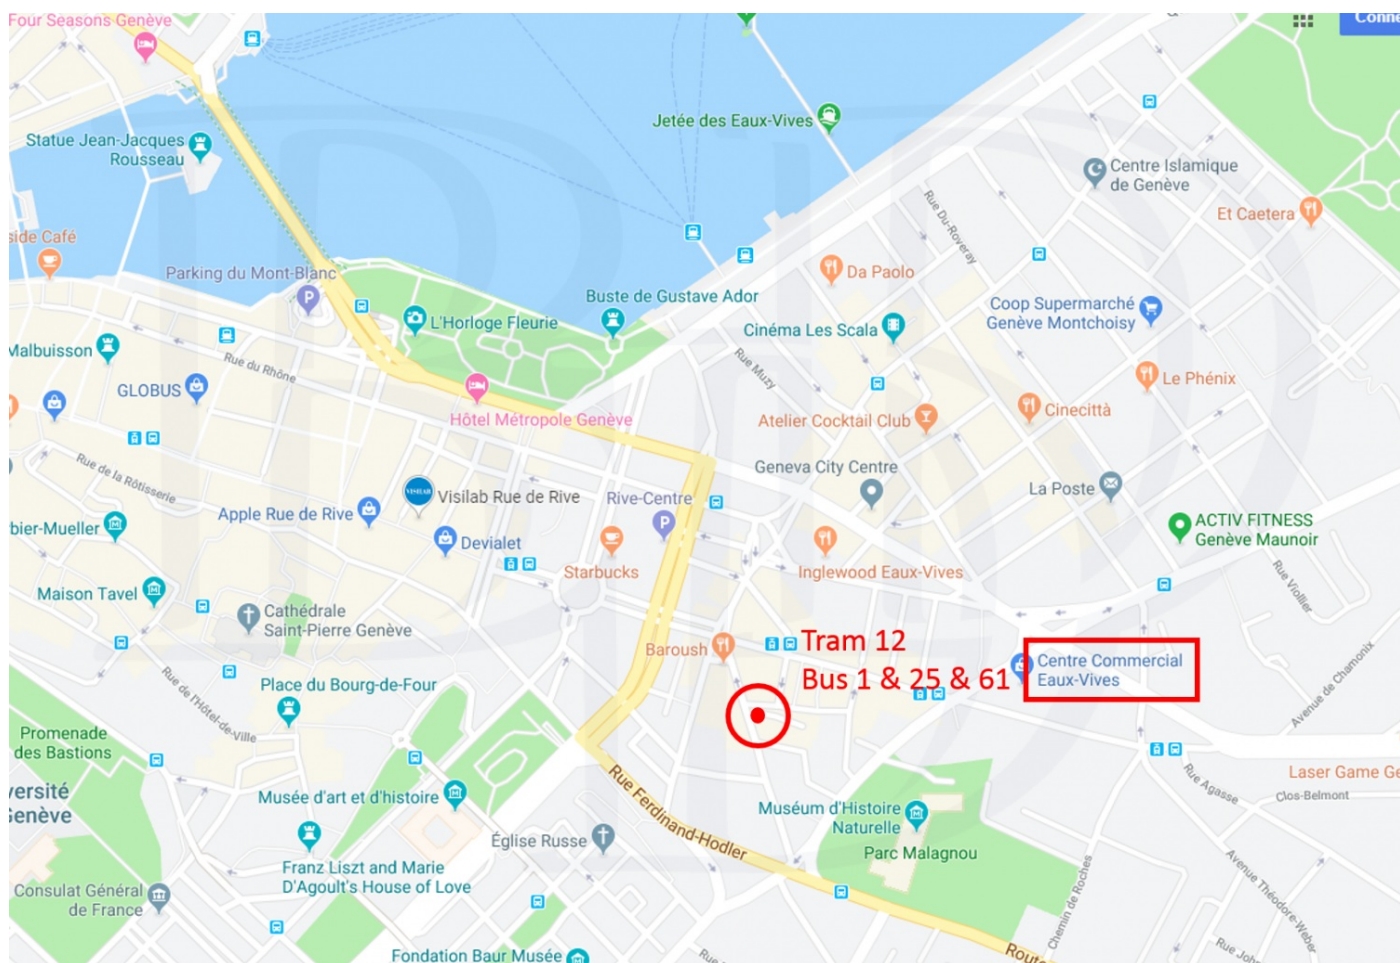 Four Seasons Genève
Conne
Statue Jean-Jacques
Rousseau
Jetée des Eaux-Vives
Centre Islamique
de Genève
Et Caetera
side Café
Rue Du-Roveray
Parking du Mont-Blanc
P
Da Paolo
Buste de Gustave Ador
L'Horloge Fleurie
Coop Supermarché
Genève Montchoisy
Cinéma Les Scala
Malbuisson
Rue du Rhône
Rue Muzy
GLOBUS
Le Phénix
Hôtel Métropole Genève
Cinecittà
Atelier Cocktail Club
Rue de la Rôtisserie
Geneva City Centre
VISILAB
Visilab Rue de Rive
Rive-Centre
P
La Poste
Apple Rue de Rive
bier-Mueller
ACTIV FITNESS
Genève Maunoir
Devialet
Starbucks
Inglewood Eaux-Vives
Maison Tavel
Rue Viollier
Cathédrale
Saint-Pierre Genève
Baroush
Tram 12
Bus 1 & 25 & 61
Centre Commercial
Eaux-Vives
Rue de l'Hôtel-de-Ville
Place du Bourg-de-Four
Avenue de Chamonix
Promenade
des Bastions
Rue Agasse
Laser Game Ge
Clos-Belmont
versité
Genève
Musée d'art et d'histoire
Rue Ferdinand-Hodler
Muséum d'Histoire
Naturelle
Église Russe
Parc Malagnou
Franz Liszt and Marie
D'Agoult's House of Love
Consulat Général
de France
Chemin de Roches
Avenue Théodore-Weber
Fondation Baur Musée
Route